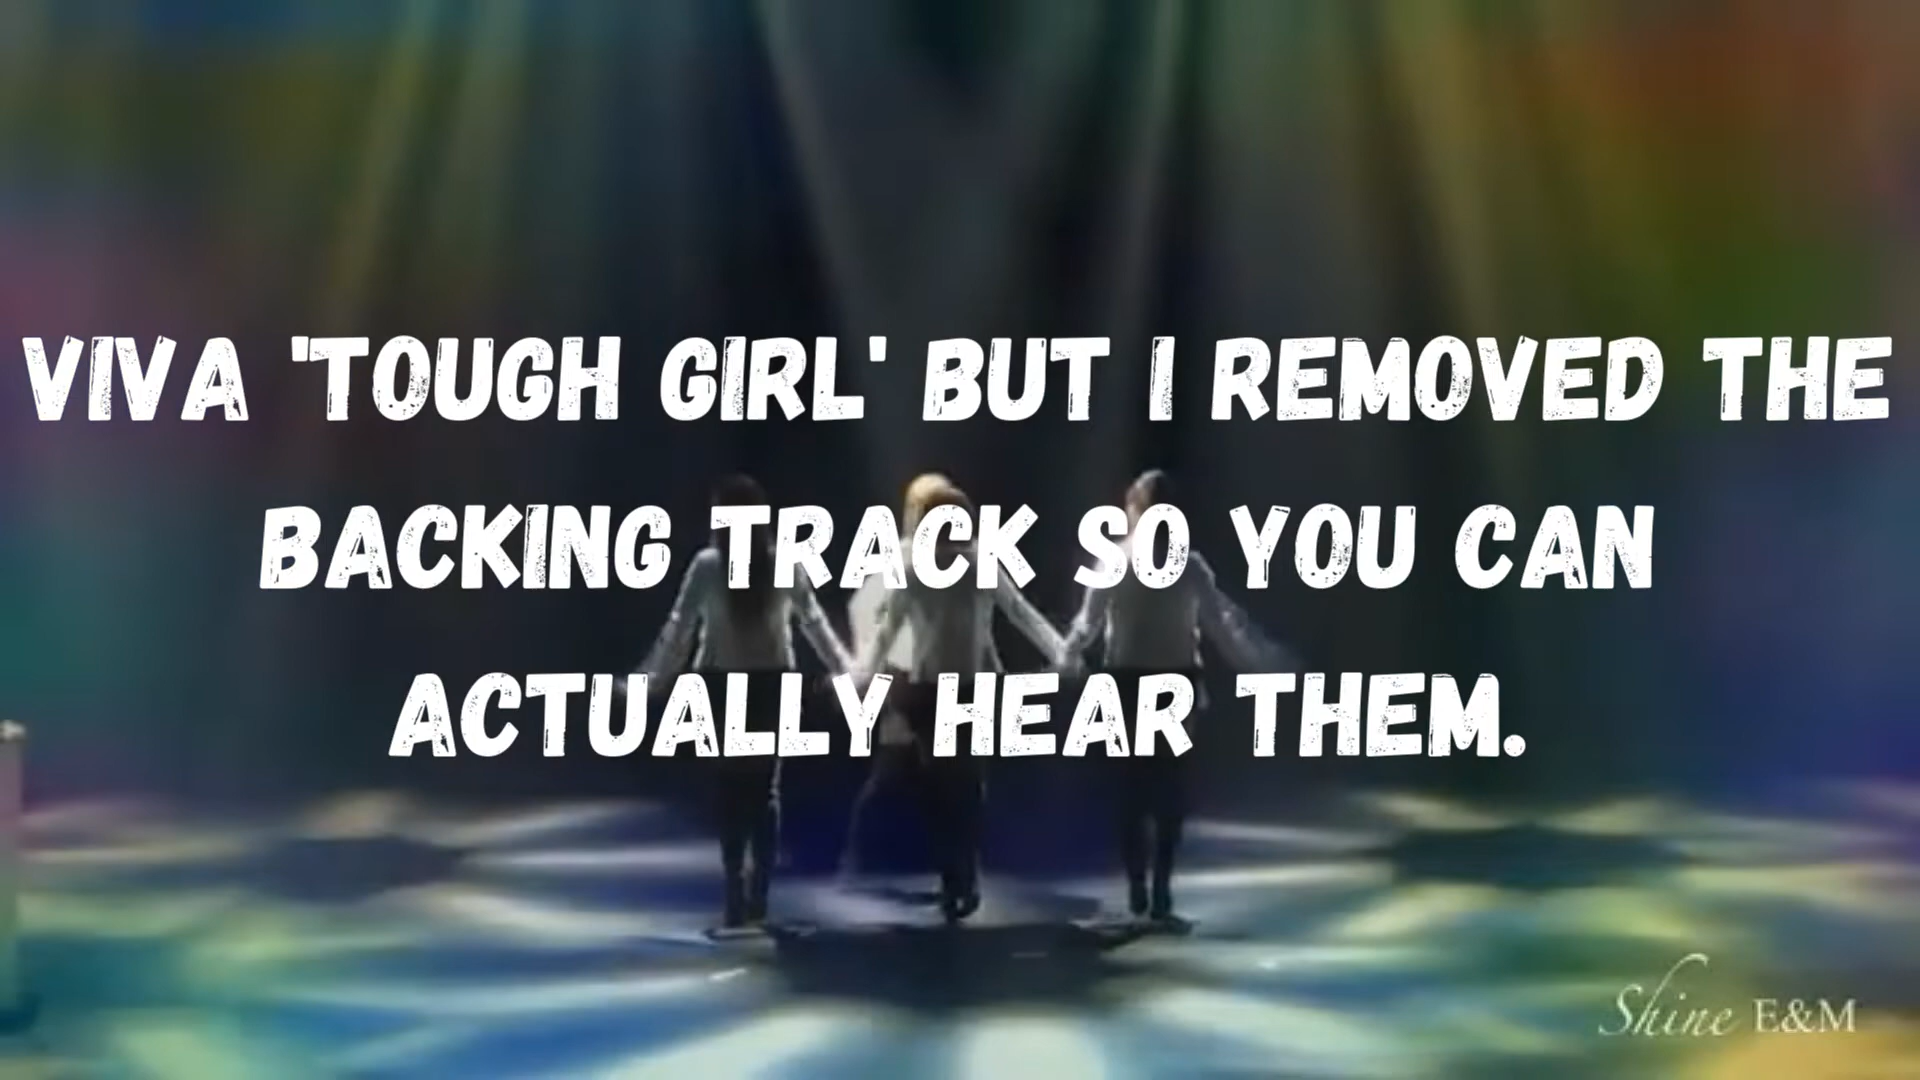 VIVA 'TOUGH GIRL' BUT I REMOVED THE
BACKING TRACK SO YOU CAN
ACTUALLY HEAR THEM.
Shine E&M